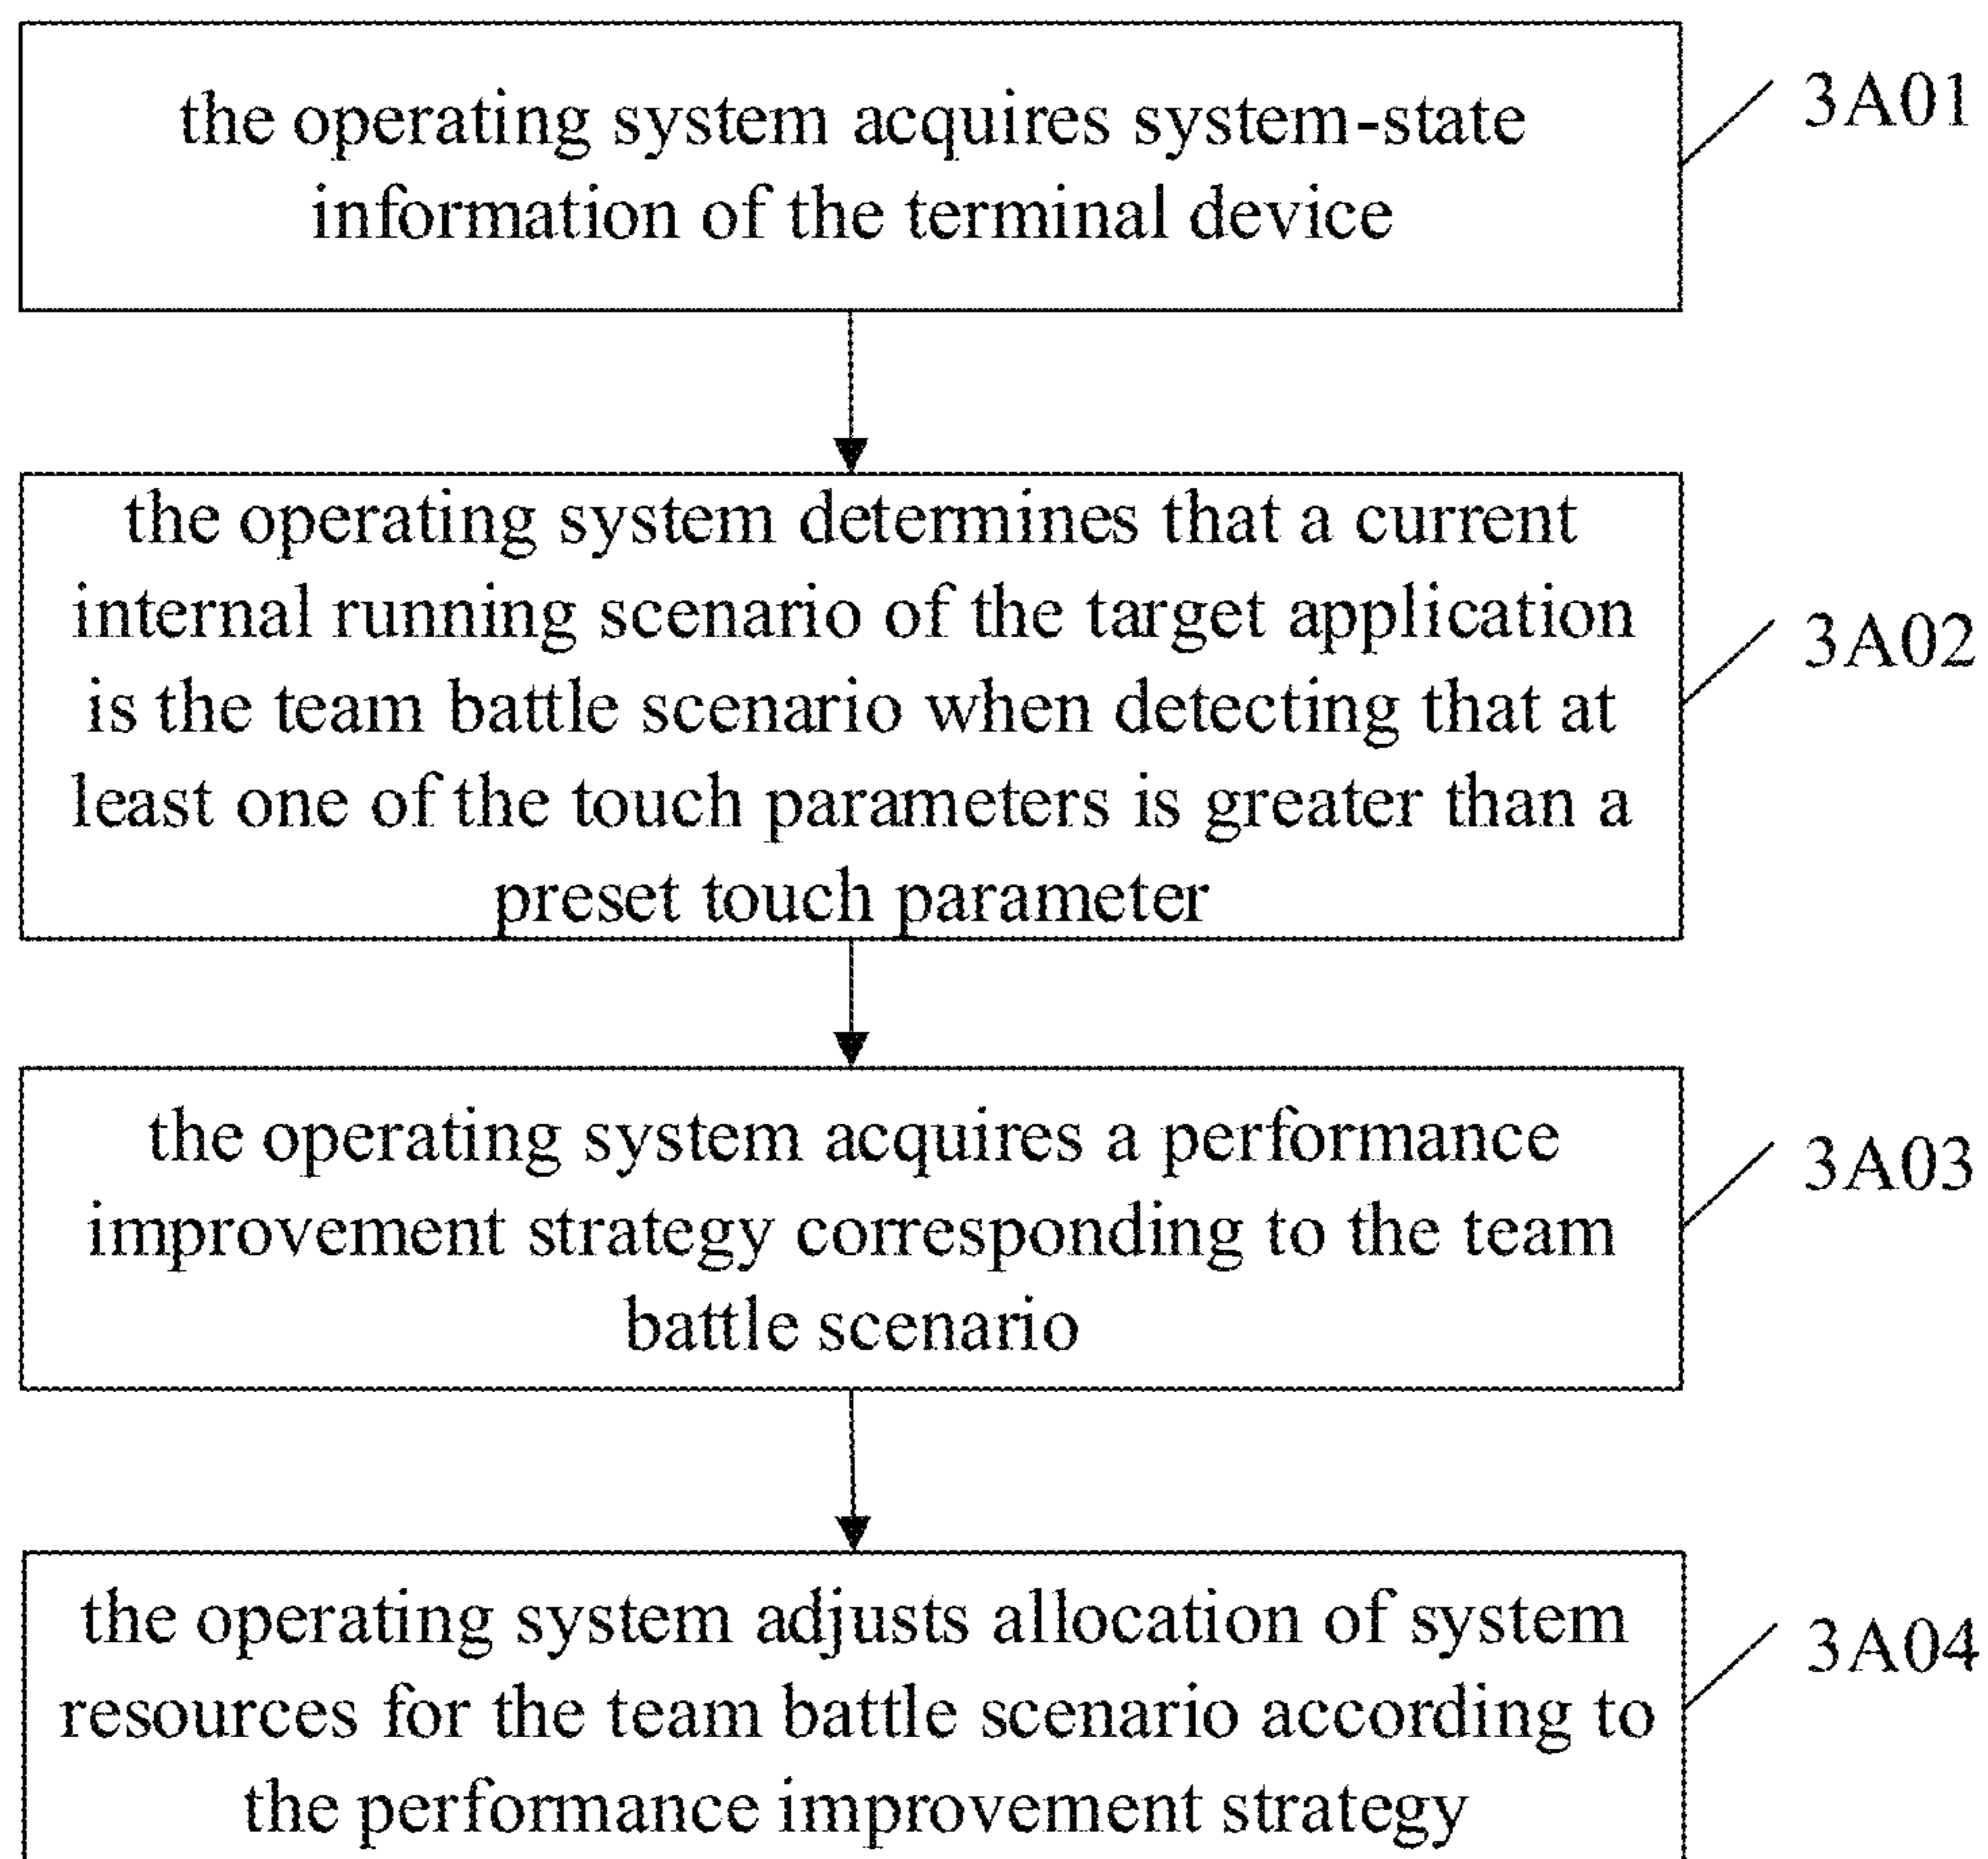 the operating system acquires system-state
information of the terminal device
3A01
the operating system determines that a current
internal running scenario of the target application
is the team battle scenario when detecting that at
least one of the touch parameters is greater than a
preset touch parameter
3A02
the operating system acquires a performance
improvement strategy corresponding to the team
battle scenario
3A03
the operating system adjusts allocation of system
resources for the team battle scenario according to
the performance improvement strategy
3A04